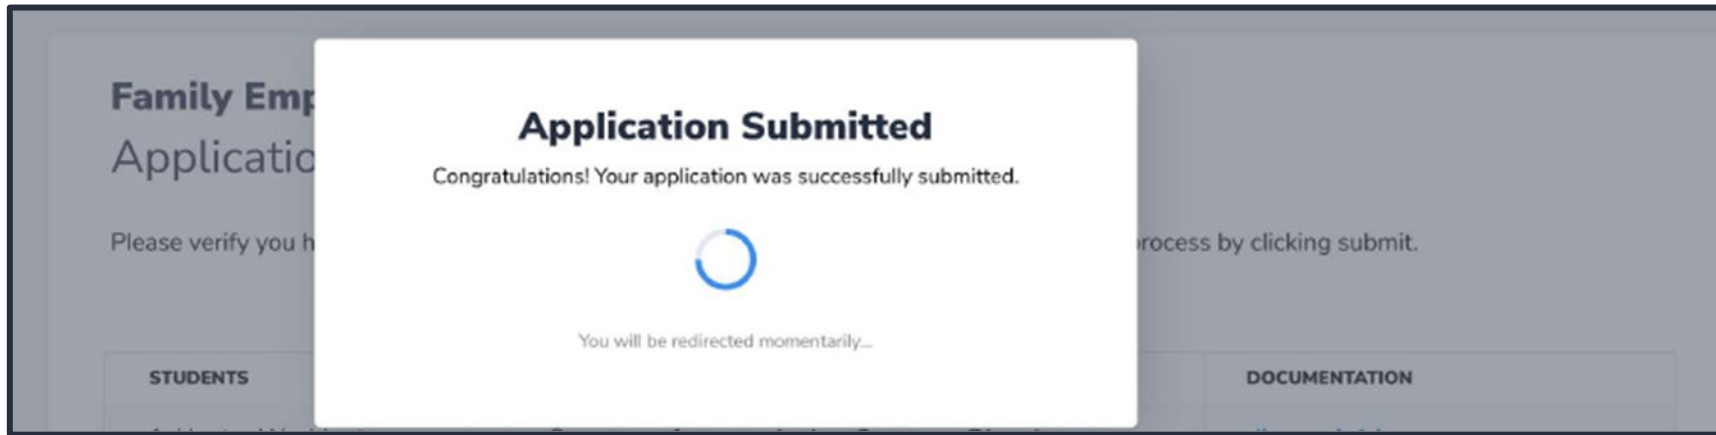 Family Emp
Application Submitted
Applicatio
Congratulations! Your application was successfully submitted.
Please verify you h
rocess by clicking submit.
You will be redirected momentarily...
STUDENTS
DOCUMENTATION